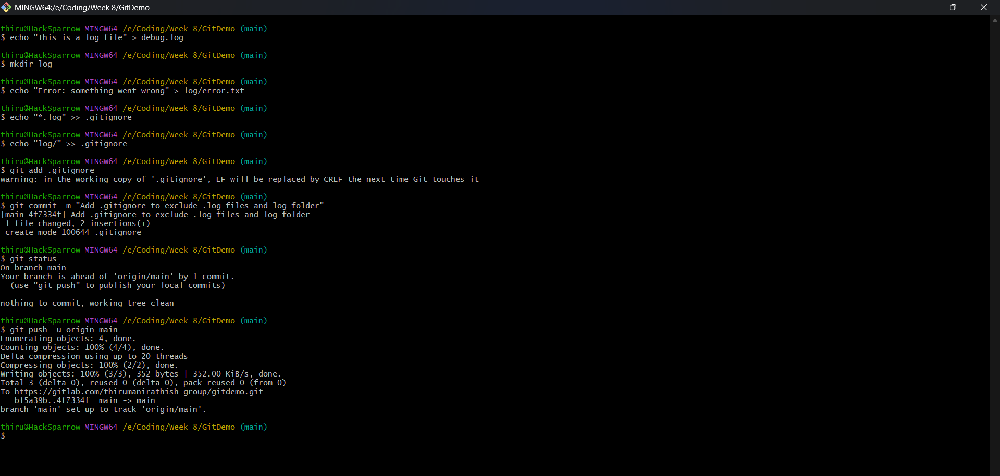 MINGW64:/e/Coding/Week 8/GitDemo
thiru@HackSparrow MINGW64 /e/Coding/Week 8/GitDemo (main)
$ echo "This is a log file" > debug.log
thiru@HackSparrow MINGW64 /e/Coding/Week 8/GitDemo (main)
$ mkdir log
thiru@HackSparrow MINGW64 /e/Coding/Week 8/GitDemo (main)
$ echo "Error: something went wrong" > log/error.txt
thiru@HackSparrow MINGW64 /e/Coding/Week 8/GitDemo (main)
$ echo "*.log" >> .gitignore
thiru@HackSparrow MINGW64 /e/Coding/Week 8/GitDemo (main)
$ echo "log/" >> .gitignore
thiru@HackSparrow MINGW64 /e/Coding/Week 8/GitDemo (main)
$ git add .gitignore
warning: in the working copy of '.gitignore', LF will be replaced by CRLF the next time Git touches it
thiru@HackSparrow MINGW64 /e/Coding/Week 8/GitDemo (main)
$ git commit -m "Add .gitignore to exclude .log files and log folder"
[main 4f7334f] Add .gitignore to exclude .log files and log folder
 1 file changed, 2 insertions(+)
 create mode 100644 .gitignore
thiru@HackSparrow MINGW64 /e/Coding/Week 8/GitDemo (main)
$ git status
On branch main
Your branch is ahead of 'origin/main' by 1 commit.
  (use "git push" to publish your local commits)
nothing to commit, working tree clean
thiru@HackSparrow MINGW64 /e/Coding/Week 8/GitDemo (main)
$ git push -u origin main
Enumerating objects: 4, done.
Counting objects: 100% (4/4), done.
Delta compression using up to 20 threads
Compressing objects: 100% (2/2), done.
Writing objects: 100% (3/3), 352 bytes | 352.00 KiB/s, done.
Total 3 (delta 0), reused 0 (delta 0), pack-reused 0 (from 0)
To https://gitlab.com/thirumanirathish-group/gitdemo.git
   b15a39b..4f7334f  main -> main
branch 'main' set up to track 'origin/main'.
thiru@HackSparrow MINGW64 /e/Coding/Week 8/GitDemo (main)
$